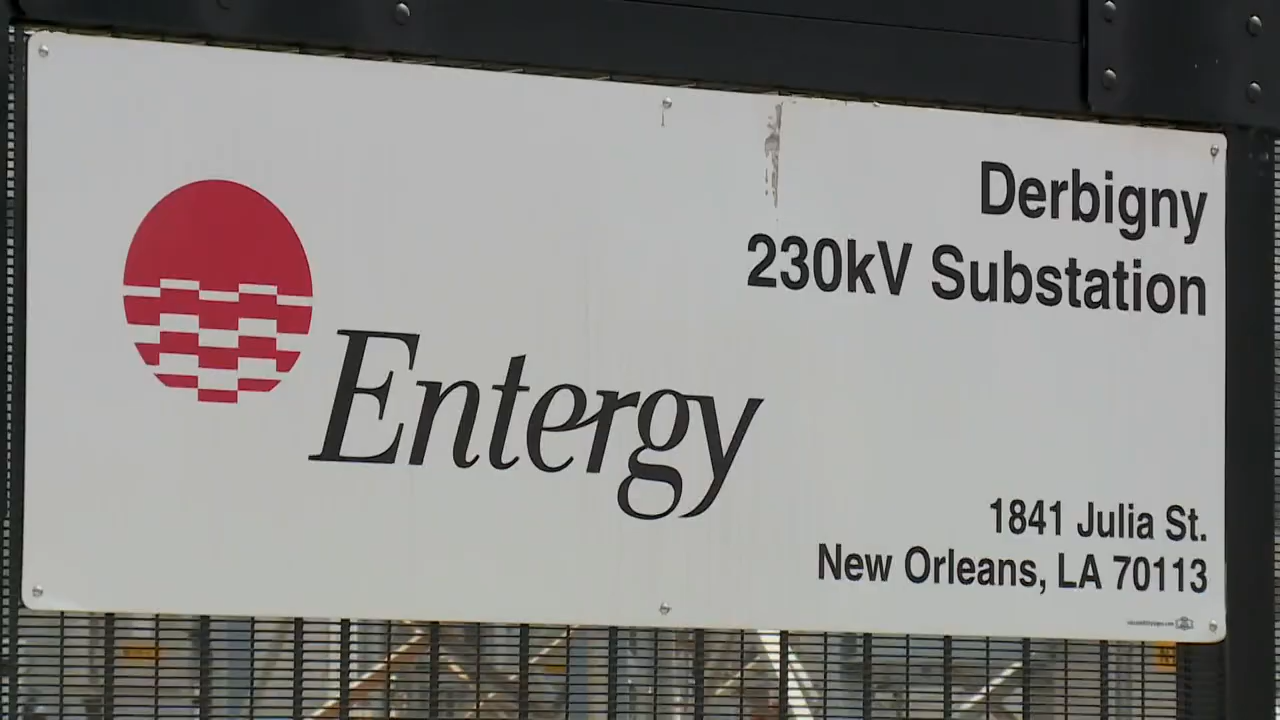 Derbigny
230kV Substation
Entergy
1841 Julia St.
New Orleans, LA 70113